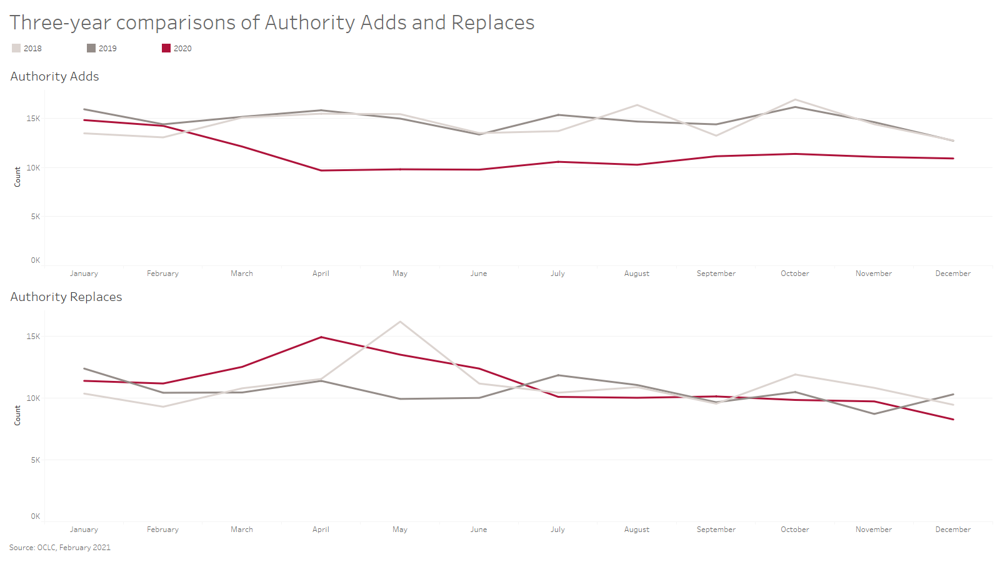 Three-year comparisons of Authority Adds and Replaces
2018 2019 2020
Authority Adds
15K
10K
5K
0K
Count
January February March April May June July August September October November December
Authority Replaces
15K
10K
5K
0K
Count
January February March April May June July August September October November December
Source: OCLC, February 2021